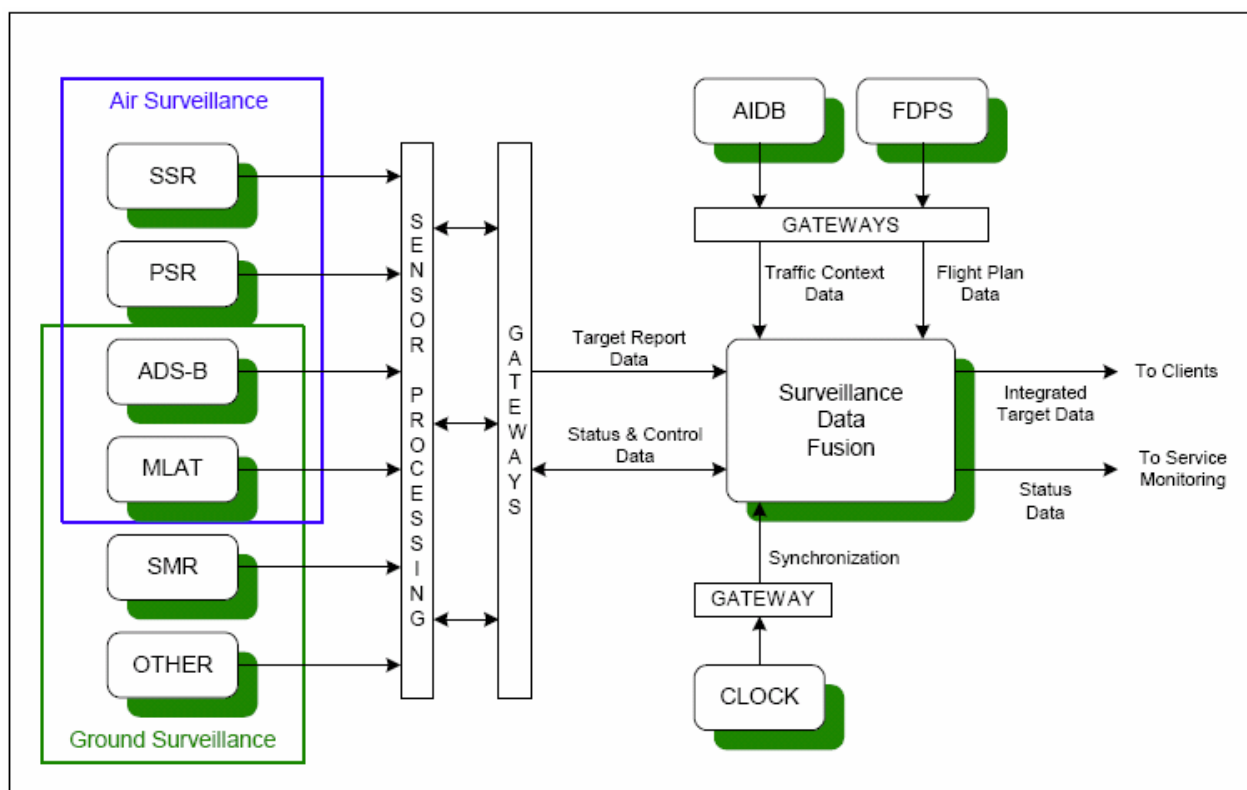 Air Surveillance
SSR
PSR
ADS-B
MLAT
SMR
OTHER
Ground Surveillance
SENSOR PROCESSING
GATEWAYS
AIDB
FDPS
GATEWAYS
Traffic Context
Data
Flight Plan
Data
Target Report
Data
Status & Control
Data
Surveillance
Data
Fusion
To Clients
Integrated
Target Data
To Service
Monitoring
Status
Data
Synchronization
GATEWAY
CLOCK